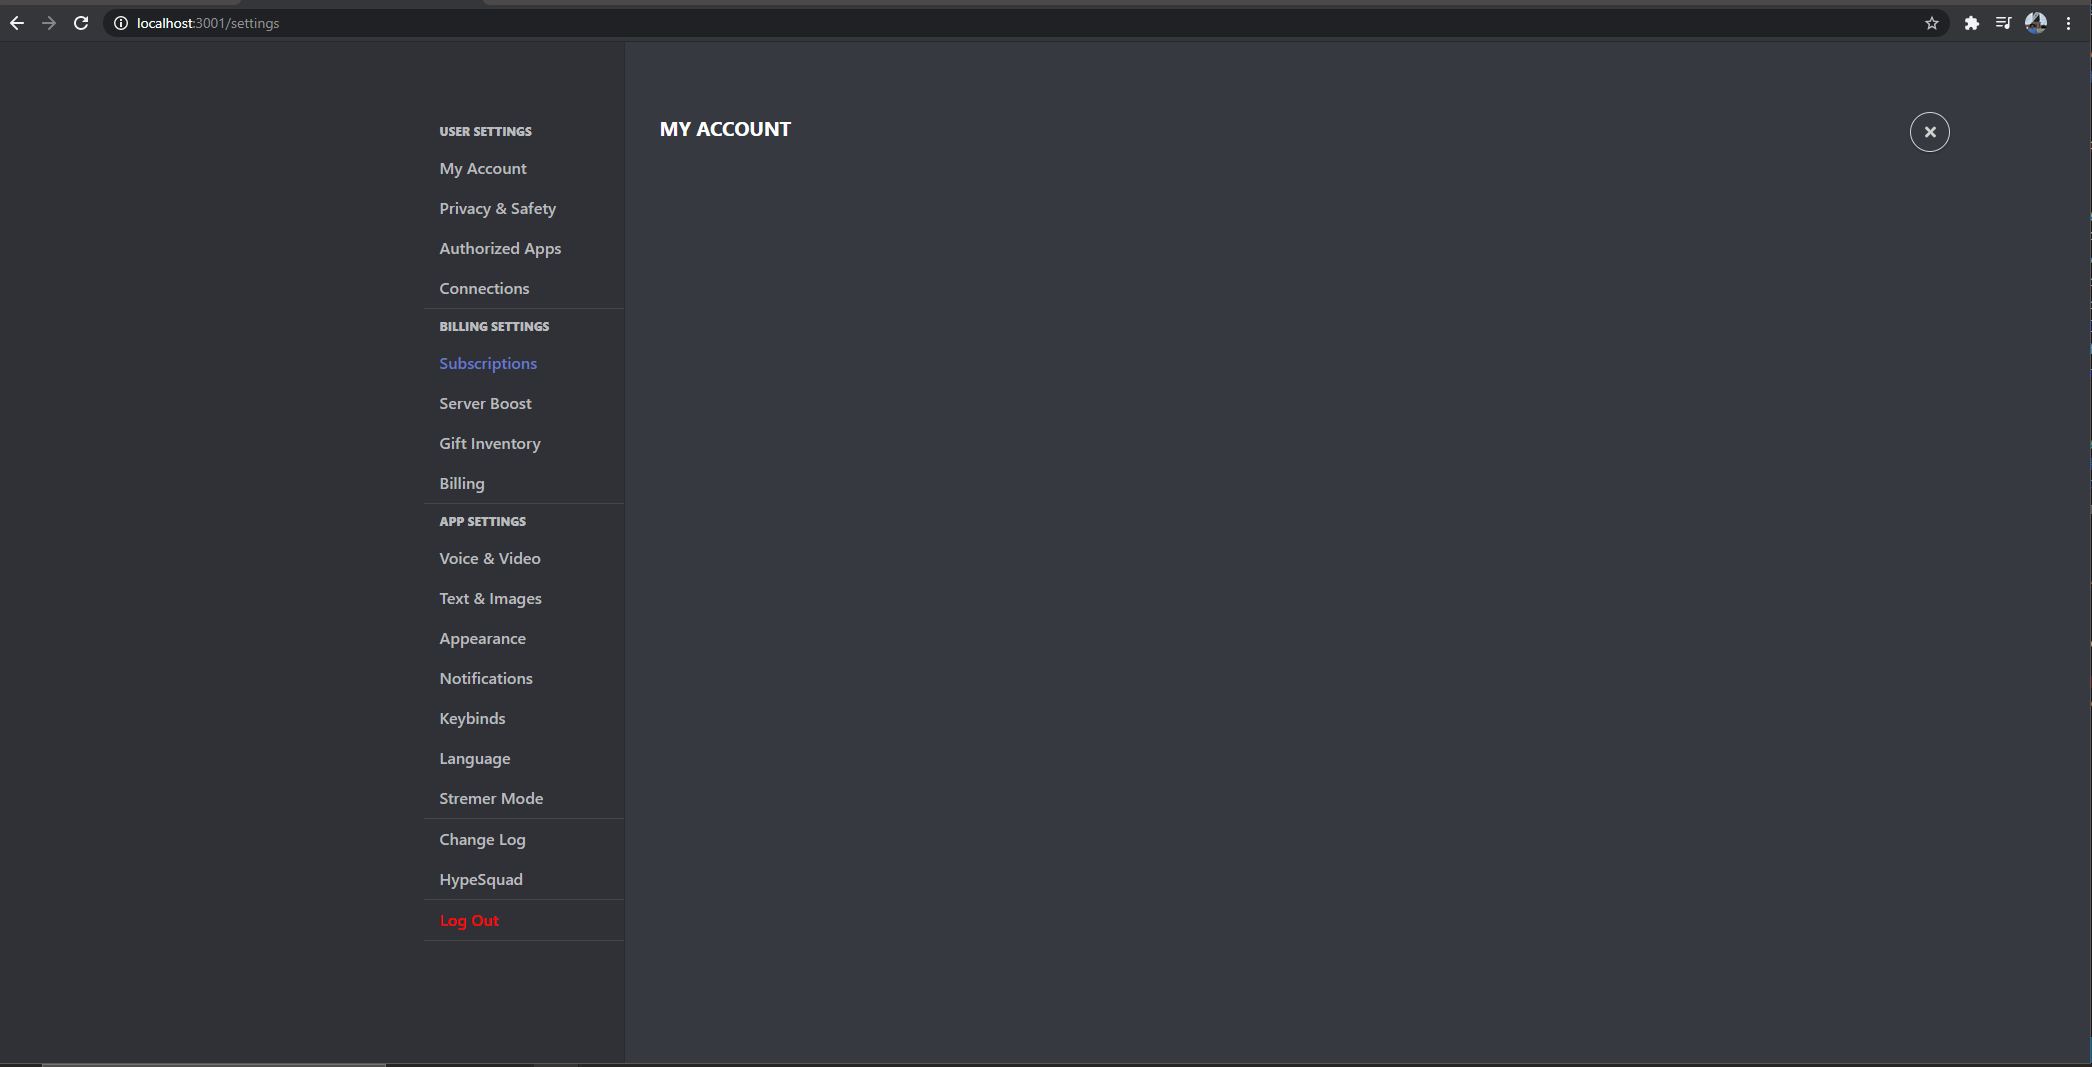 localhost:3001/settings
USER SETTINGS
My Account
Privacy & Safety
Authorized Apps
Connections
BILLING SETTINGS
Subscriptions
Server Boost
Gift Inventory
Billing
APP SETTINGS
Voice & Video
Text & Images
Appearance
Notifications
Keybinds
Language
Stremer Mode
Change Log
HypeSquad
Log Out
MY ACCOUNT